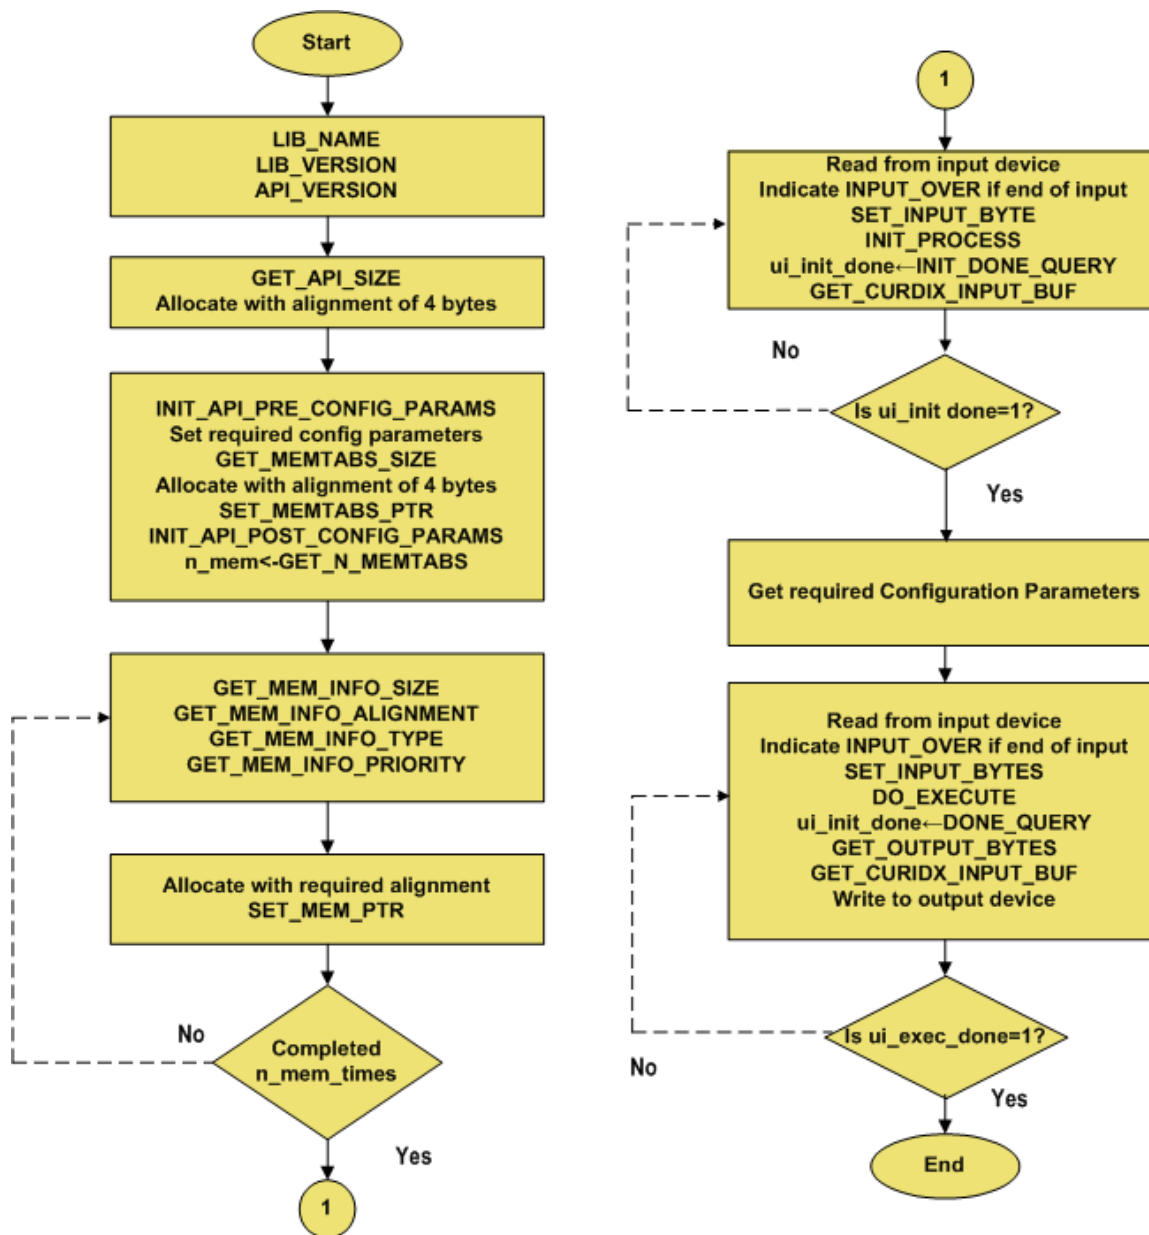 Start
LIB_NAME
LIB_VERSION
API_VERSION
GET_API_SIZE
Allocate with alignment of 4 bytes
INIT_API_PRE_CONFIG_PARAMS
Set required config parameters
GET_MEMTABS_SIZE
Allocate with alignment of 4 bytes
SET_MEMTABS_PTR
INIT_API_POST_CONFIG_PARAMS
n_mem<-GET_N_MEMTABS
GET_MEM_INFO_SIZE
GET_MEM_INFO_ALIGNMENT
GET_MEM_INFO_TYPE
GET_MEM_INFO_PRIORITY
Allocate with required alignment
SET_MEM_PTR
No
Completed
n_mem_times
Yes
1
1
Read from input device
Indicate INPUT_OVER if end of input
SET_INPUT_BYTE
INIT_PROCESS
ui_init_done←INIT_DONE_QUERY
GET_CURDIX_INPUT_BUF
No
Is ui_init done=1?
Yes
Get required Configuration Parameters
Read from input device
Indicate INPUT_OVER if end of input
SET_INPUT_BYTES
DO_EXECUTE
ui_init_done←DONE_QUERY
GET_OUTPUT_BYTES
GET_CURIDX_INPUT_BUF
Write to output device
Is ui_exec_done=1?
No
Yes
End